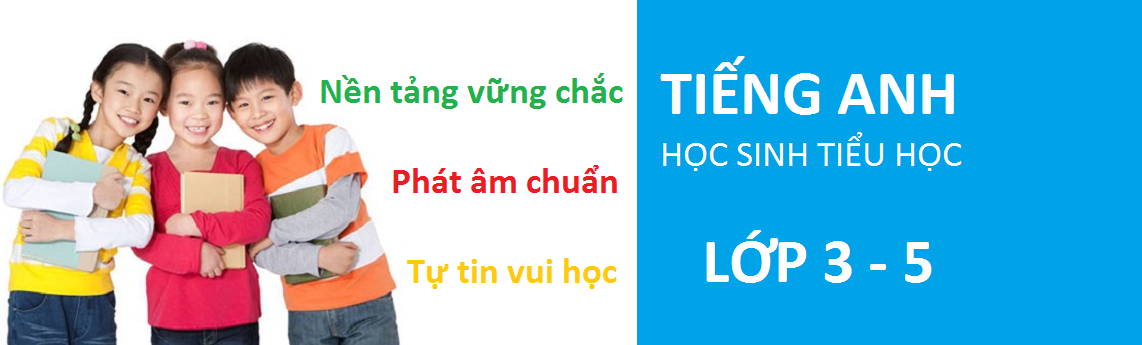 Nền tảng vững chắc
Phát âm chuẩn
Tự tin vui học
TIẾNG ANH
HỌC SINH TIỂU HỌC
LỚP 3 - 5